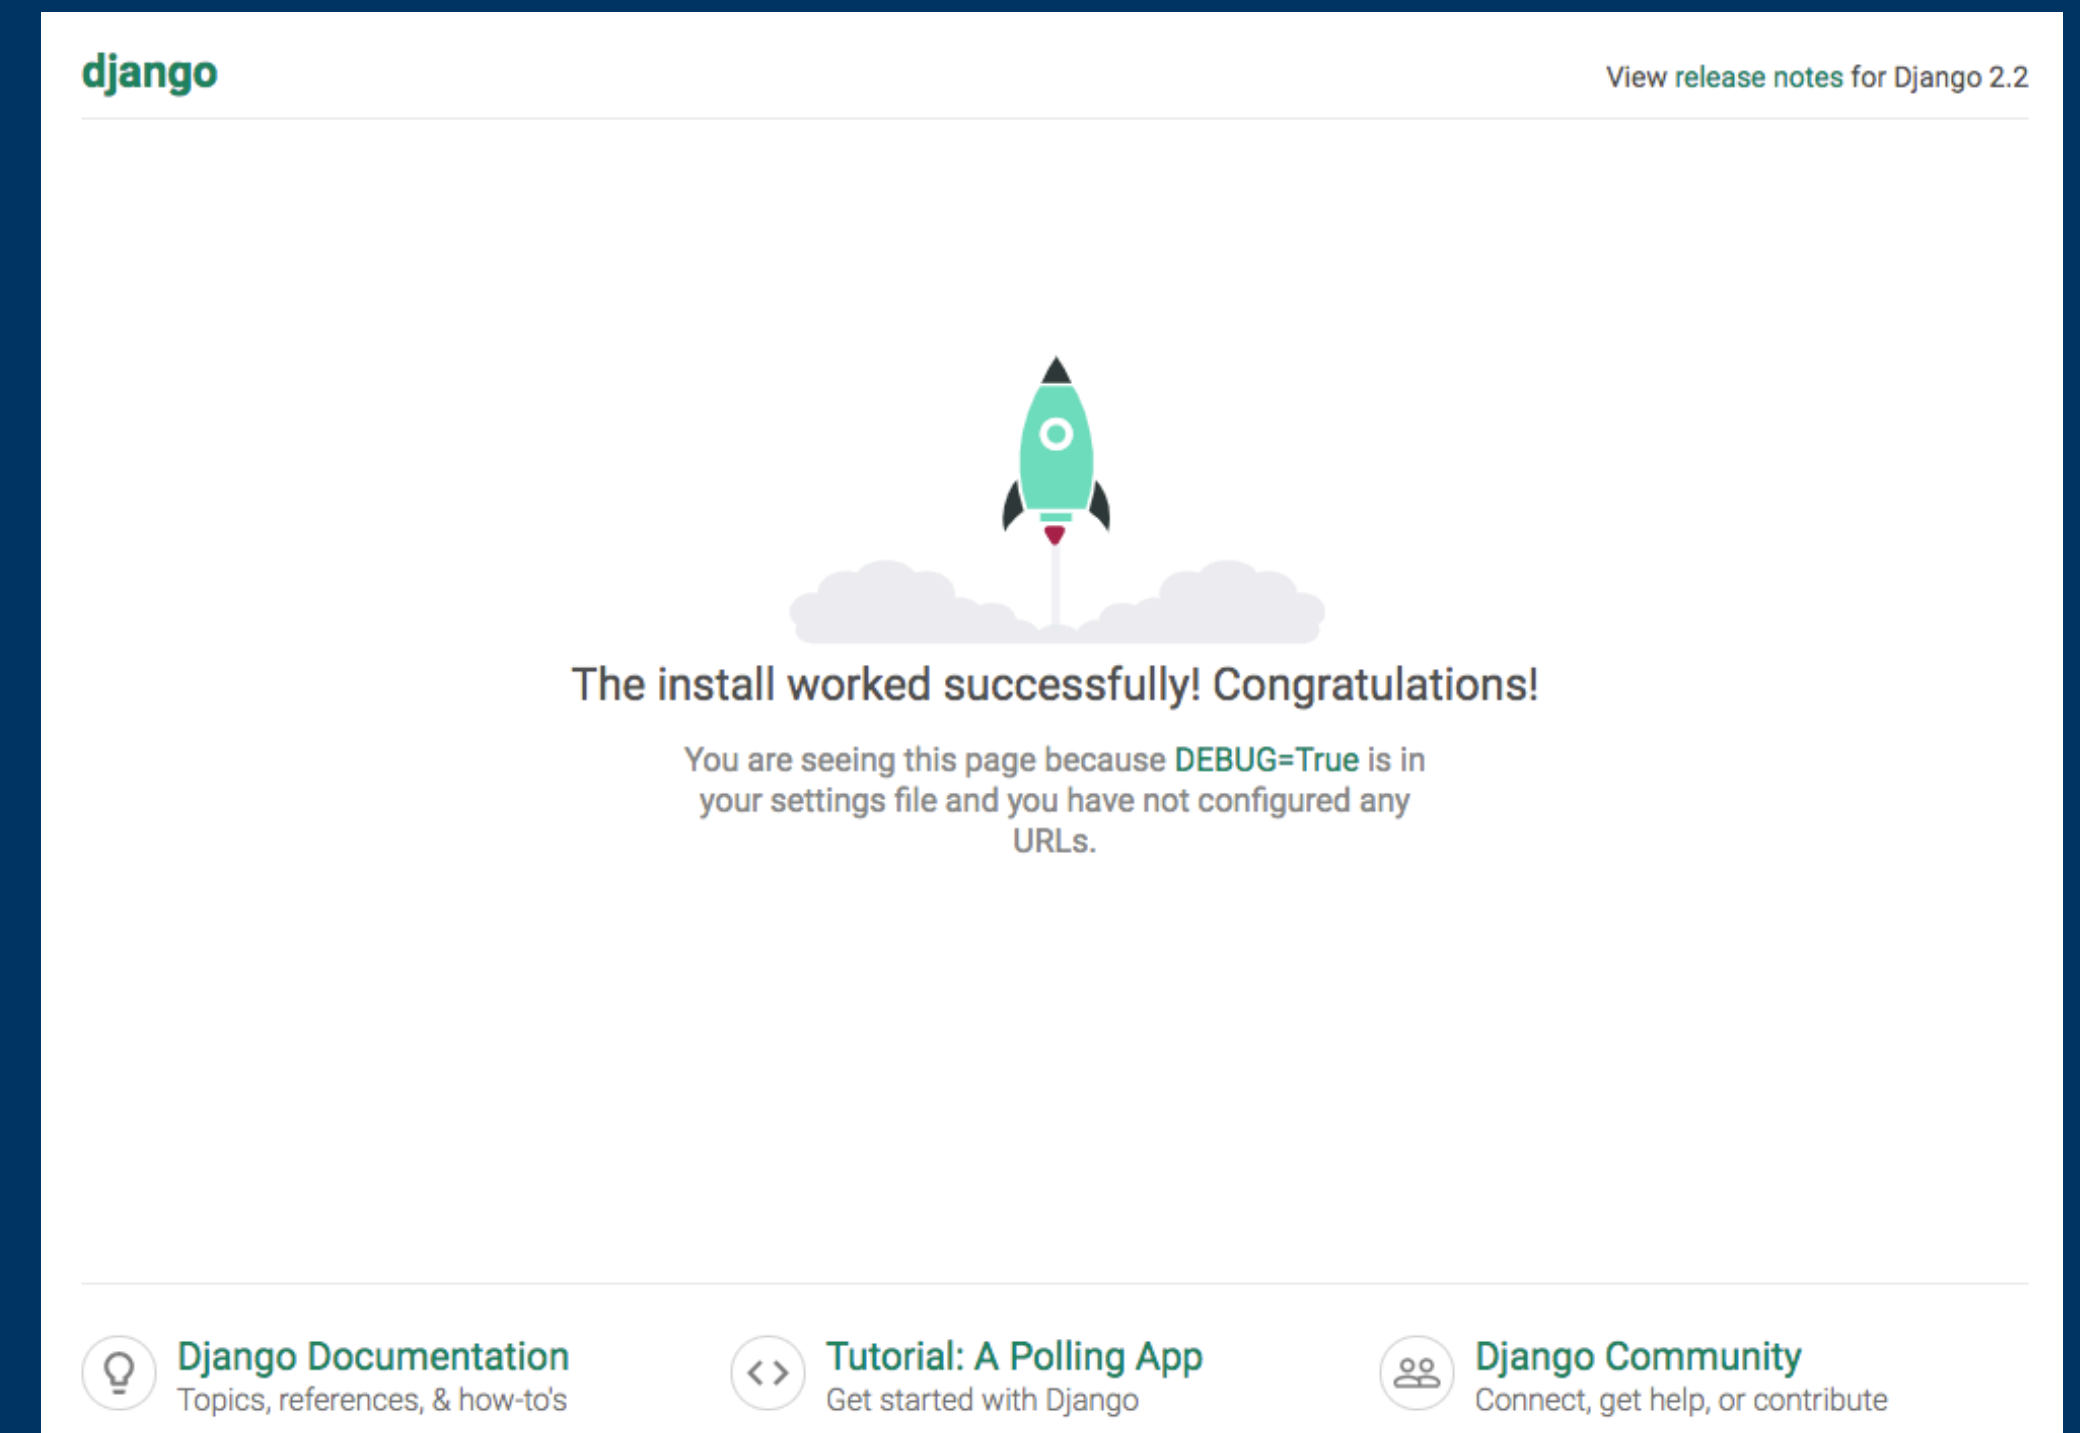 django
View release notes for Django 2.2
The install worked successfully! Congratulations!
You are seeing this page because DEBUG=True is in
your settings file and you have not configured any
URLs.
Django Documentation
Topics, references, & how-to's
Tutorial: A Polling App
Get started with Django
Django Community
Connect, get help, or contribute